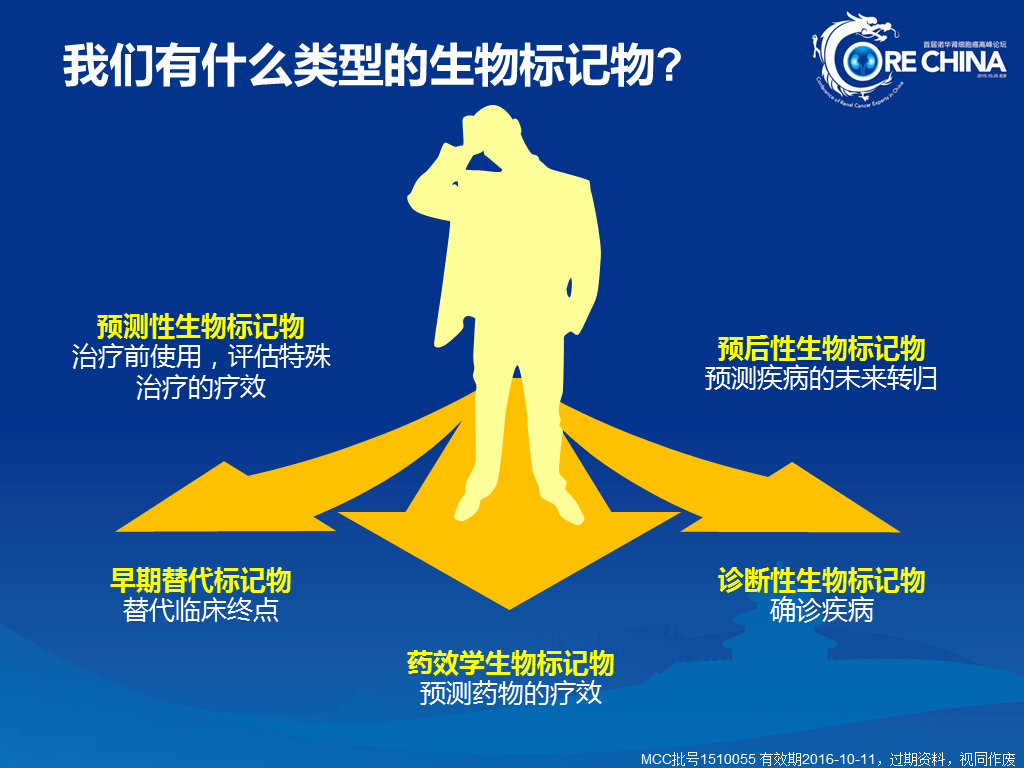 我们有什么类型的生物标记物?
首届诺华肾细胞癌高峰论坛
CORE CHINA
2015.10.25 北京
Conference of Renal Cancer Experts in China
预测性生物标记物
治疗前使用，评估特殊
治疗的疗效
预后性生物标记物
预测疾病的未来转归
早期替代标记物
替代临床终点
诊断性生物标记物
确诊疾病
药效学生物标记物
预测药物的疗效
MCC批号1510055 有效期2016-10-11，过期资料，视同作废